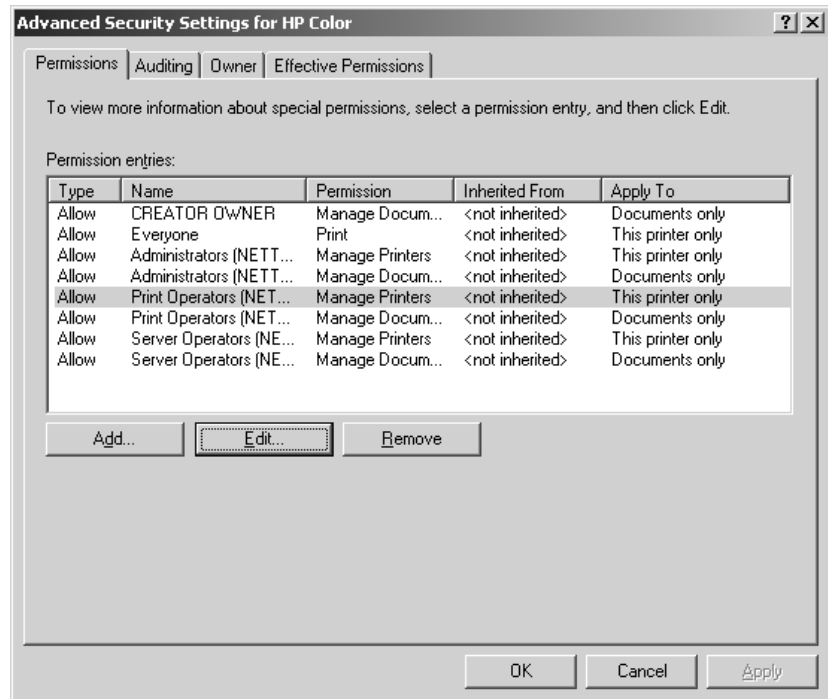 Advanced Security Settings for HP Color
Permissions Auditing Owner Effective Permissions
To view more information about special permissions, select a permission entry, and then click Edit.
Permission entries:
Type Name Permission Inherited From Apply To
Allow CREATOR OWNER Manage Docum... <not inherited> Documents only
Allow Everyone Print <not inherited> This printer only
Allow Administrators (NETT... Manage Printers <not inherited> This printer only
Allow Administrators (NETT... Manage Docum... <not inherited> Documents only
Allow Print Operators (NET... Manage Printers <not inherited> This printer only
Allow Print Operators (NET... Manage Docum... <not inherited> Documents only
Allow Server Operators (NE... Manage Printers <not inherited> This printer only
Allow Server Operators (NE... Manage Docum... <not inherited> Documents only
Add... Edit... Remove
OK Cancel Apply